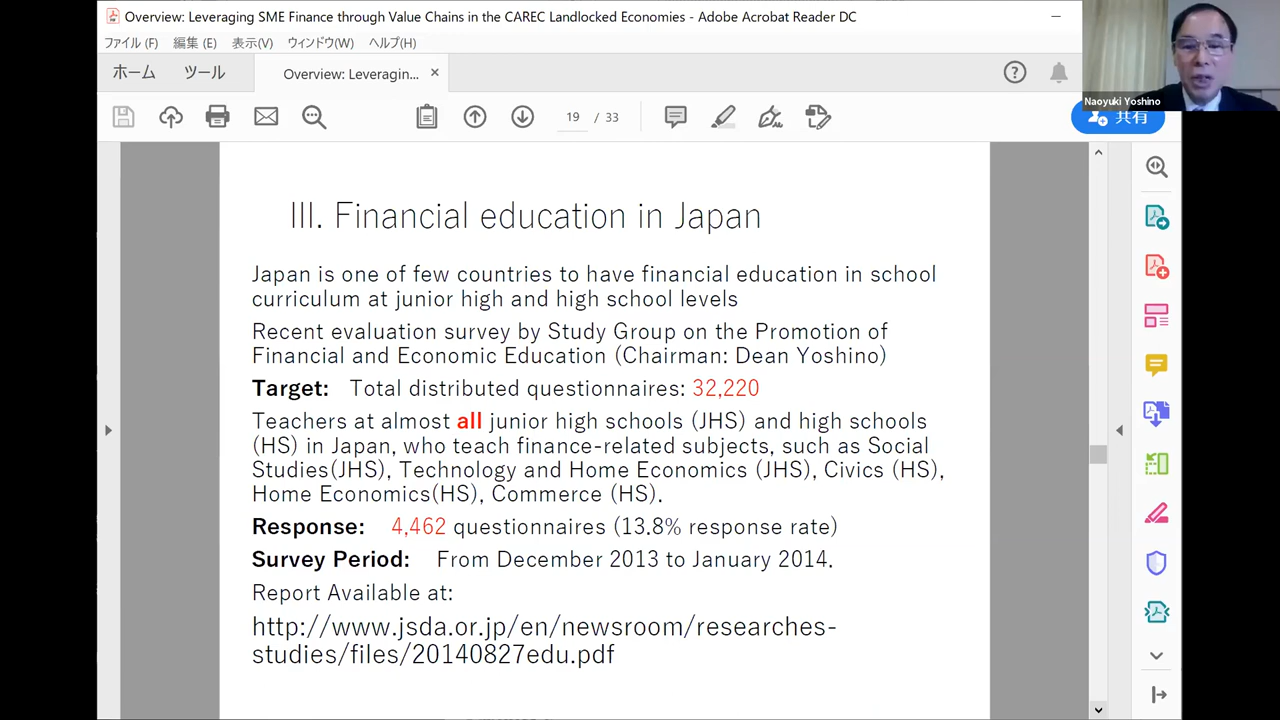 Overview: Leveraging SME Finance through Value Chains in the CAREC Landlocked Economies - Adobe Acrobat Reader DC
ファイル (F) 編集 (E) 表示(V) ウィンドウ(W) ヘルプ(H)
ホーム ツール Overview: Leveragin... ×
19 / 33
Naoyuki Yoshino
共有
III. Financial education in Japan
Japan is one of few countries to have financial education in school
curriculum at junior high and high school levels
Recent evaluation survey by Study Group on the Promotion of
Financial and Economic Education (Chairman: Dean Yoshino)
Target: Total distributed questionnaires: 32,220
Teachers at almost all junior high schools (JHS) and high schools
(HS) in Japan, who teach finance-related subjects, such as Social
Studies(JHS), Technology and Home Economics (JHS), Civics (HS),
Home Economics(HS), Commerce (HS).
Response: 4,462 questionnaires (13.8% response rate)
Survey Period: From December 2013 to January 2014.
Report Available at:
http://www.jsda.or.jp/en/newsroom/researches-
studies/files/20140827edu.pdf